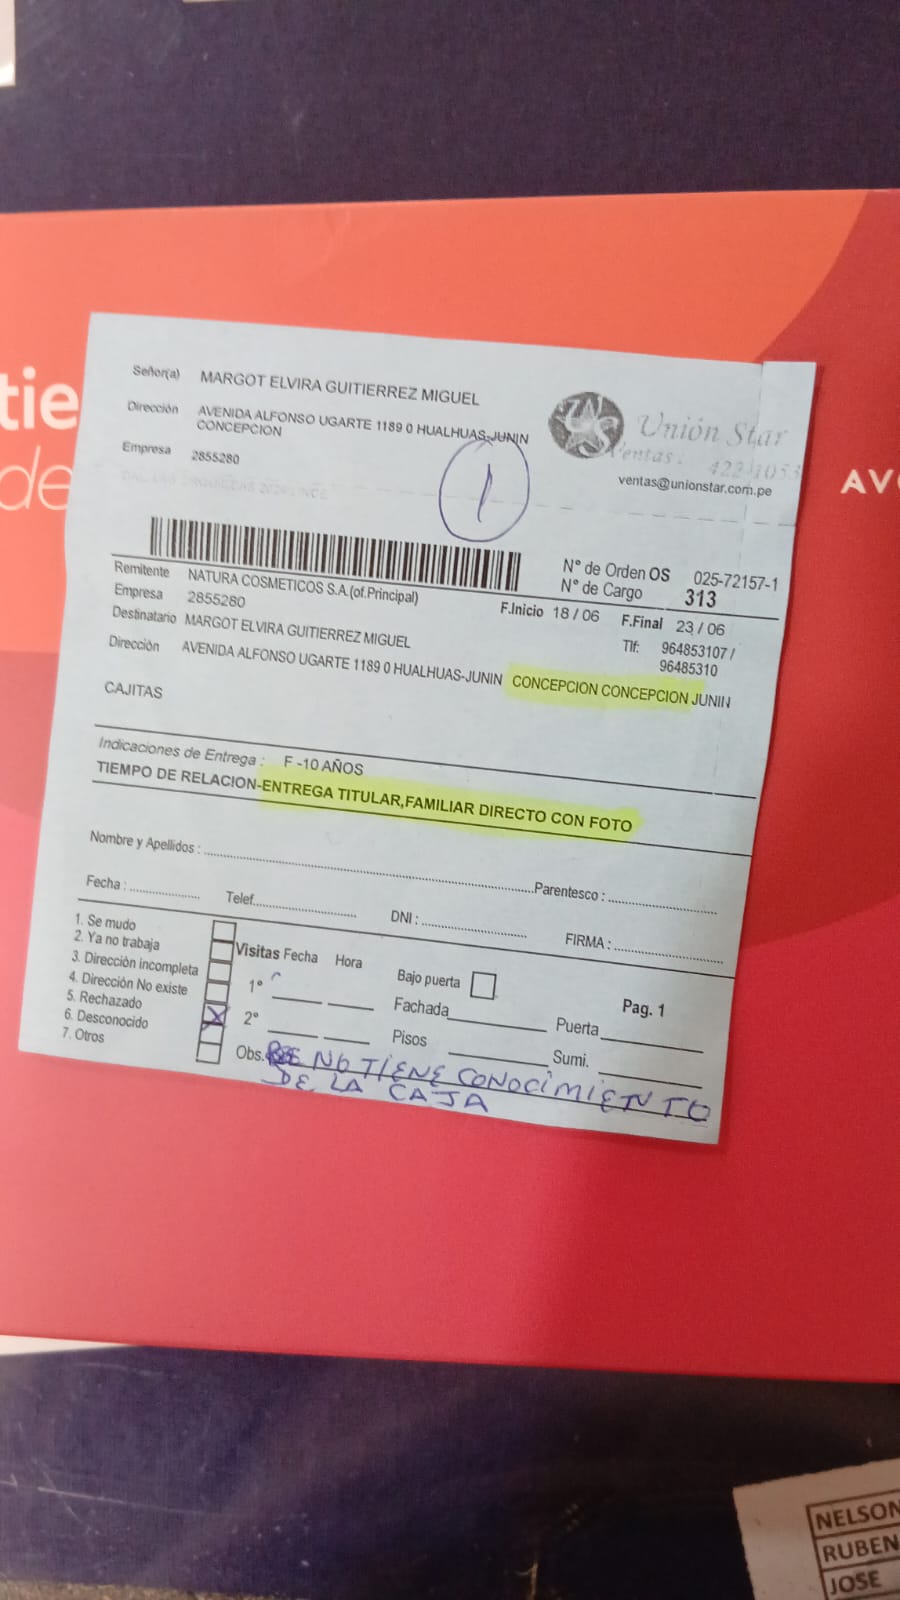 tie
de
AV
Señor(a) MARGOT ELVIRA GUITIERREZ MIGUEL
Dirección AVENIDA ALFONSO UGARTE 1189 0 HUALHUAS-JUNIN
CONCEPCION
Empresa 2855280
1
Unión Star
Ventas: 422-1053
ventas@unionstar.com.pe
N° de Orden OS 025-72157-1
N° de Cargo 313
Remitente NATURA COSMETICOS S.A.(of.Principal)
F.Inicio 18 / 06 F.Final 23 / 06
Empresa 2855280
Tlf: 964853107 /
96485310
Destinatario MARGOT ELVIRA GUITIERREZ MIGUEL
Dirección AVENIDA ALFONSO UGARTE 1189 0 HUALHUAS-JUNIN CONCEPCION CONCEPCION JUNIN
CAJITAS
Indicaciones de Entrega : F -10 AÑOS
TIEMPO DE RELACION-ENTREGA TITULAR,FAMILIAR DIRECTO CON FOTO
Nombre y Apellidos : Parentesco :
Fecha : Telef. DNI : FIRMA :
1. Se mudo
2. Ya no trabaja
3. Dirección incompleta
4. Dirección No existe
5. Rechazado
6. Desconocido
7. Otros
Visitas Fecha Hora
1°
2°
Bajo puerta
Fachada Puerta
Pisos Sumi.
Pag. 1
Obs. NO TIENE CONOCIMIENTO
DE LA CAJA
NELSON
RUBEN
JOSE